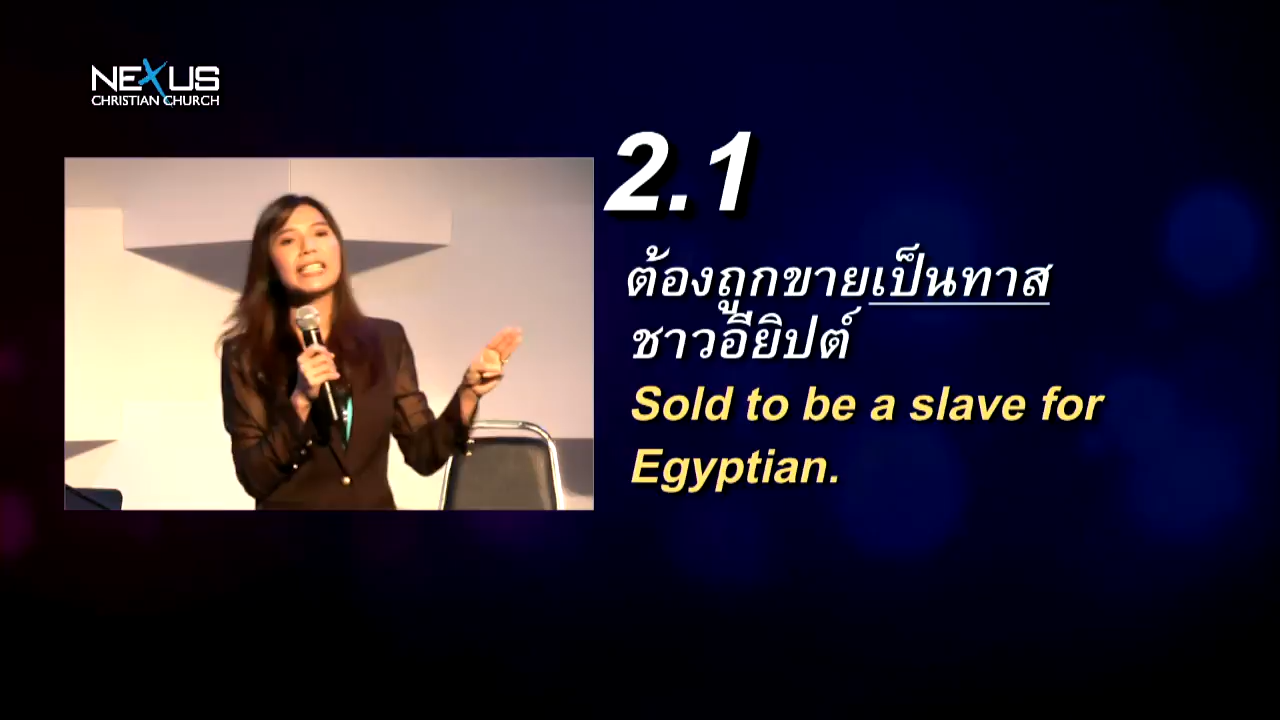 NEXUS
CHRISTIAN CHURCH
2.1
ต้องถูกขายเป็นทาส
ชาวอียิปต์
Sold to be a slave for
Egyptian.